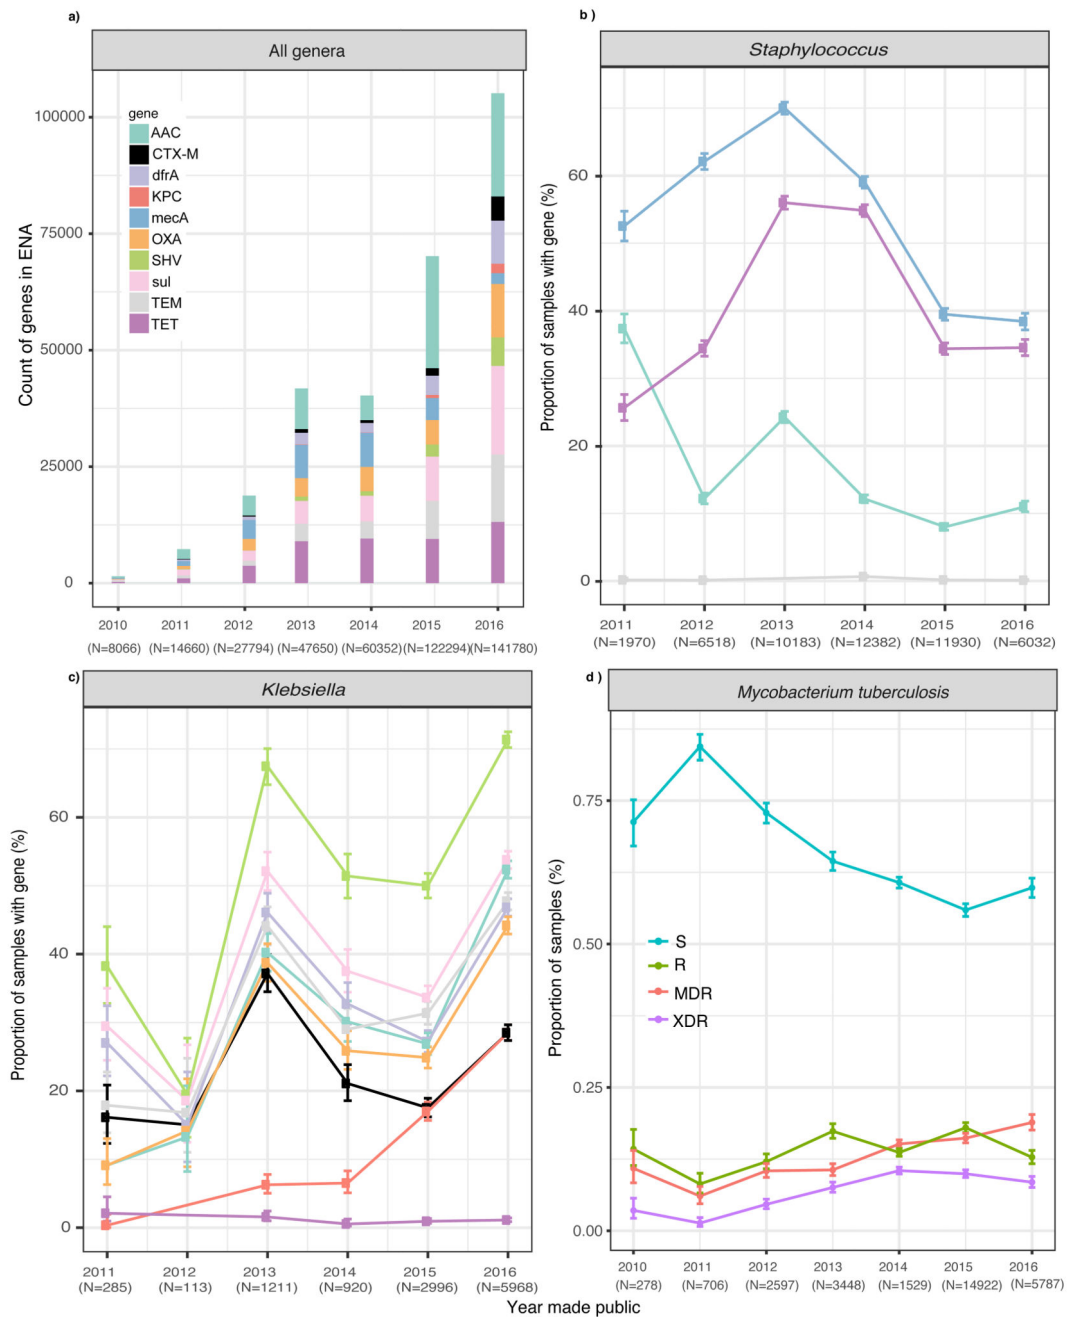 a)
All genera
100000
75000
50000
25000
0
Count of genes in ENA
gene
AAC
CTX-M
dfrA
KPC
mecA
OXA
SHV
sul
TEM
TET
2010 2011 2012 2013 2014 2015 2016
(N=8066) (N=14660) (N=27794) (N=47650) (N=60352) (N=122294) (N=141780)
b )
Staphylococcus
60
40
20
0
Proportion of samples with gene (%)
2011 2012 2013 2014 2015 2016
(N=1970) (N=6518) (N=10183) (N=12382) (N=11930) (N=6032)
c)
Klebsiella
60
40
20
0
Proportion of samples with gene (%)
2011 2012 2013 2014 2015 2016
(N=285) (N=113) (N=1211) (N=920) (N=2996) (N=5968)
d )
Mycobacterium tuberculosis
0.75
0.50
0.25
0.00
Proportion of samples (%)
S
R
MDR
XDR
2010 2011 2012 2013 2014 2015 2016
(N=278) (N=706) (N=2597) (N=3448) (N=1529) (N=14922) (N=5787)
Year made public